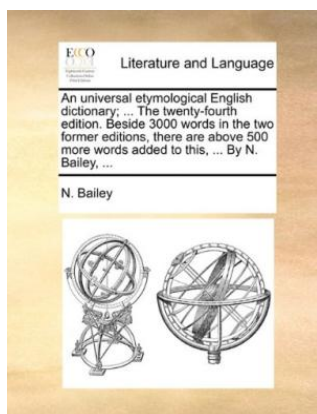 ECCO
Literature and Language
An universal etymological English
dictionary; ... The twenty-fourth
edition. Beside 3000 words in the two
former editions, there are above 500
more words added to this, ... By N.
Bailey, ...
N. Bailey